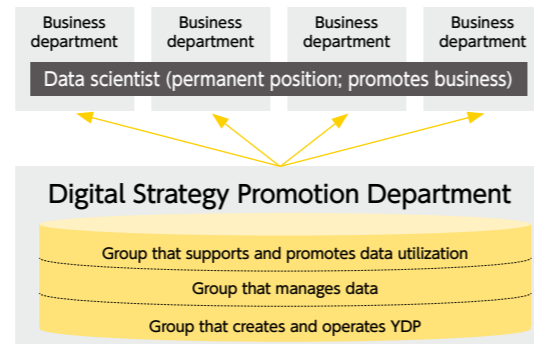 Business
department
Business
department
Business
department
Business
department
Data scientist (permanent position; promotes business)
Digital Strategy Promotion Department
Group that supports and promotes data utilization
Group that manages data
Group that creates and operates YDP